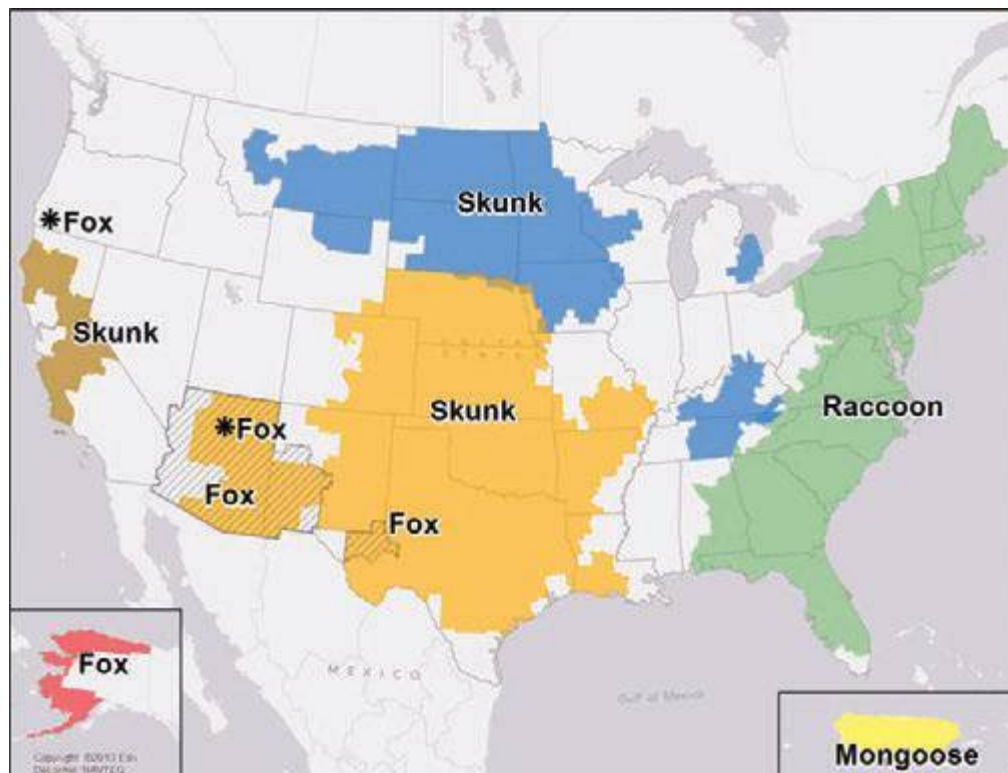 Skunk
✱Fox
Skunk
Skunk
Raccoon
✱Fox
Fox
Fox
Fox
MEXICO
Gulf of Mexico
Mongoose